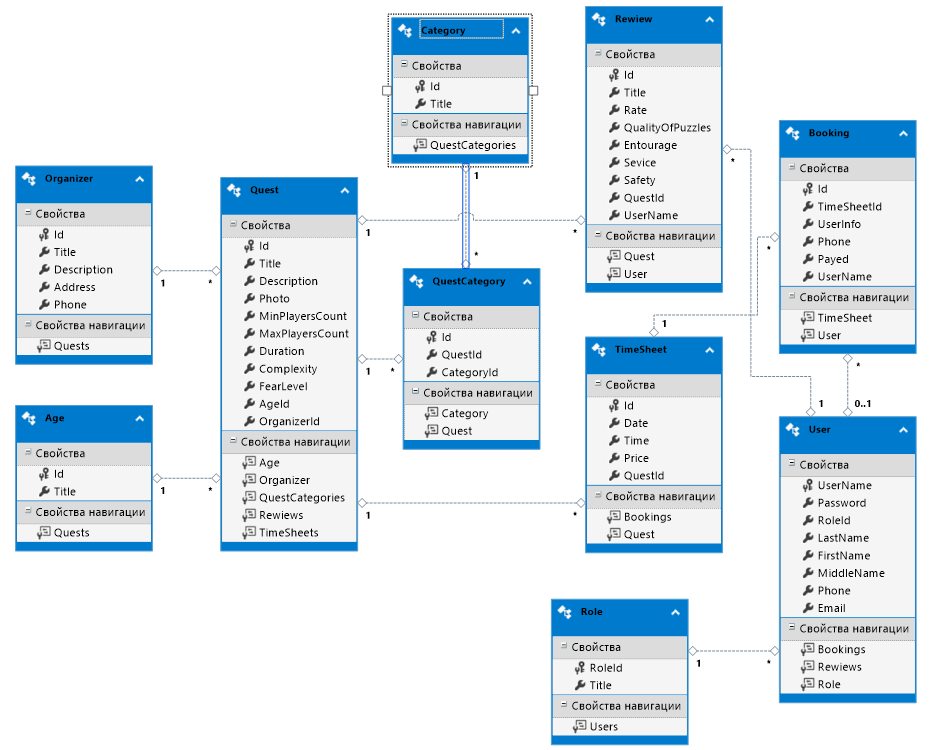 Category
Свойства
Id
Title
Свойства навигации
QuestCategories
Rewiew
Свойства
Id
Title
Rate
QualityOfPuzzles
Entourage
Sevice
Safety
QuestId
UserName
Свойства навигации
Quest
User
Booking
Свойства
Id
TimeSheetId
UserInfo
Phone
Payed
UserName
Свойства навигации
TimeSheet
User
Organizer
Свойства
Id
Title
Description
Address
Phone
Свойства навигации
Quests
Quest
Свойства
Id
Title
Description
Photo
MinPlayersCount
MaxPlayersCount
Duration
Complexity
FearLevel
AgeId
OrganizerId
Свойства навигации
Age
Organizer
QuestCategories
Rewiews
TimeSheets
QuestCategory
Свойства
Id
QuestId
CategoryId
Свойства навигации
Category
Quest
TimeSheet
Свойства
Id
Date
Time
Price
QuestId
Свойства навигации
Bookings
Quest
Age
Свойства
Id
Title
Свойства навигации
Quests
User
Свойства
UserName
Password
RoleId
LastName
FirstName
MiddleName
Phone
Email
Свойства навигации
Bookings
Rewiews
Role
Role
Свойства
RoleId
Title
Свойства навигации
Users
1
*
1
*
1
*
1
*
1
*
1
*
1
*
*
1
*
0..1
1
*